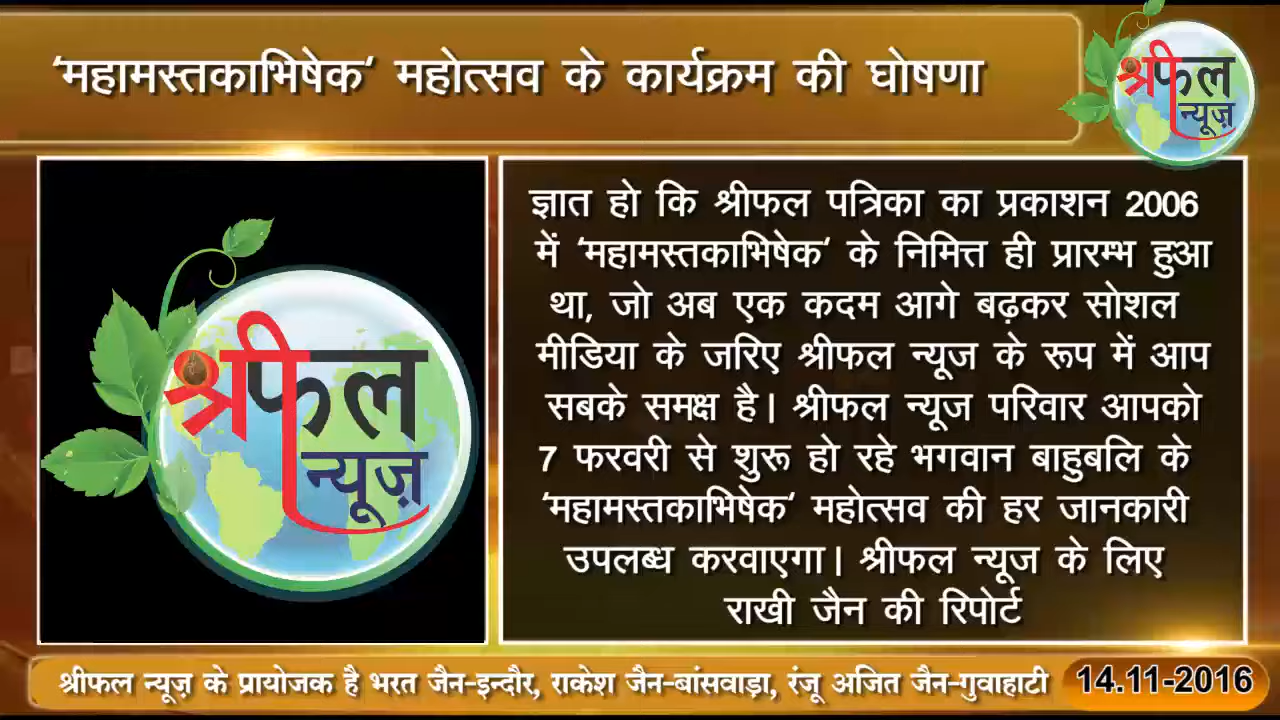 ‘महामस्तकाभिषेक‘ महोत्सव के कार्यक्रम की घोषणा
श्रीफल
न्यूज़
ज्ञात हो कि श्रीफल पत्रिका का प्रकाशन 2006
में ‘महामस्तकाभिषेक‘ के निमित्त ही प्रारम्भ हुआ
था, जो अब एक कदम आगे बढ़कर सोशल
मीडिया के जरिए श्रीफल न्यूज के रूप में आप
सबके समक्ष है। श्रीफल न्यूज परिवार आपको
7 फरवरी से शुरू हो रहे भगवान बाहुबलि के
‘महामस्तकाभिषेक‘ महोत्सव की हर जानकारी
उपलब्ध करवाएगा। श्रीफल न्यूज के लिए
राखी जैन की रिपोर्ट
श्रीफल
न्यूज़
श्रीफल न्यूज़ के प्रायोजक है भरत जैन-इन्दौर, राकेश जैन-बांसवाड़ा, रंजू अजित जैन-गुवाहाटी
14.11-2016